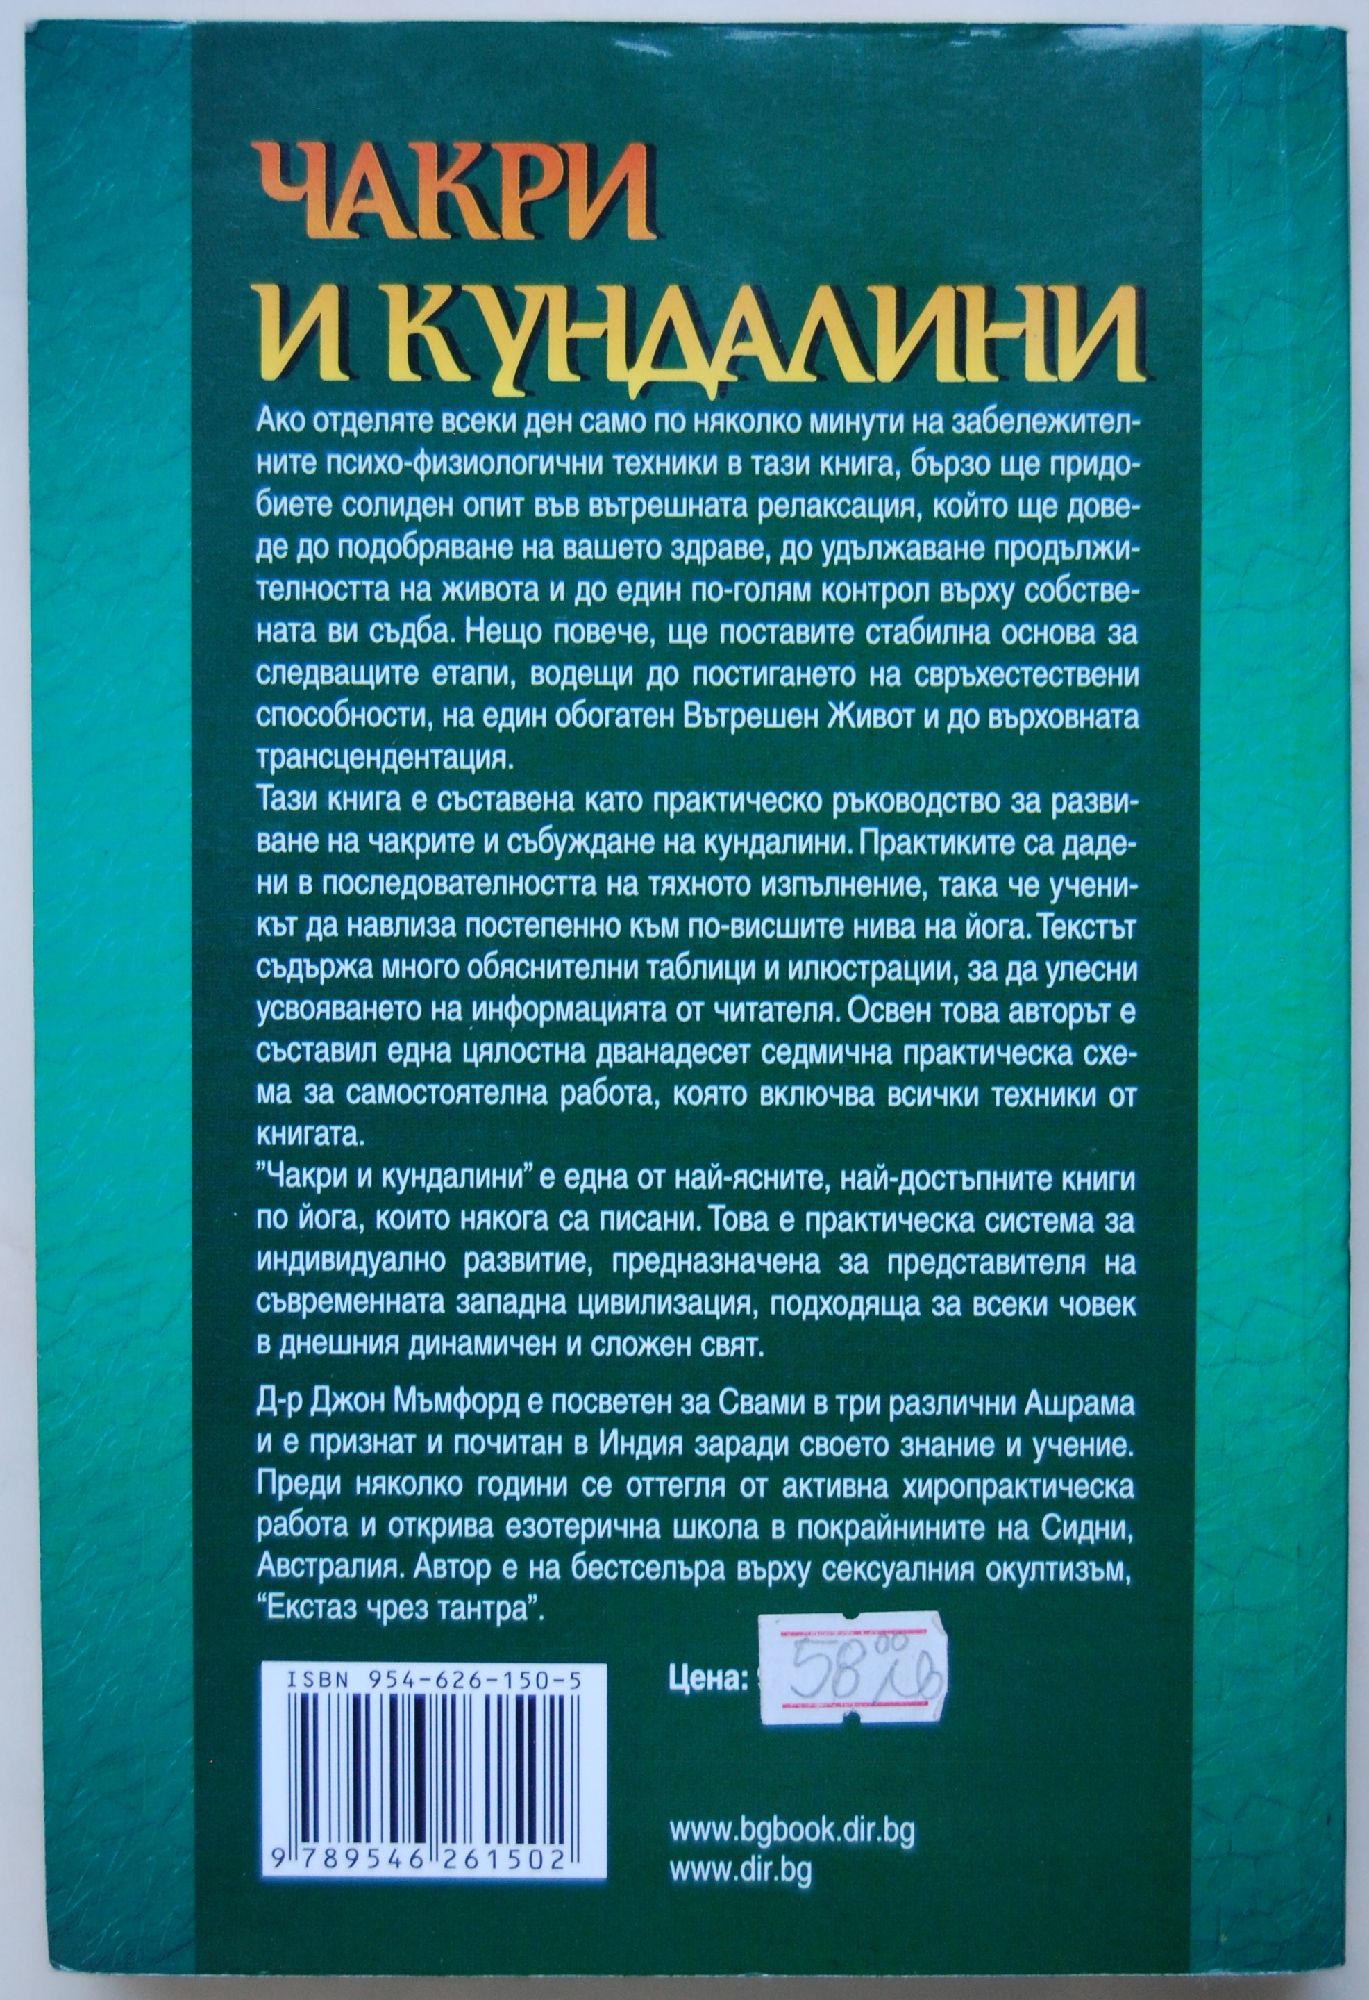 ЧАКРИ
И КУНДАЛИНИ
Ако отделяте всеки ден само по няколко минути на забележител-
ните психо-физиологични техники в тази книга, бързо ще придо-
биете солиден опит във вътрешната релаксация, който ще дове-
де до подобряване на вашето здраве, до удължаване продължи-
телността на живота и до един по-голям контрол върху собстве-
ната ви съдба. Нещо повече, ще поставите стабилна основа за
следващите етапи, водещи до постигането на свръхестествени
способности, на един обогатен Вътрешен Живот и до върховната
трансцендентация.
Тази книга е съставена като практическо ръководство за разви-
ване на чакрите и събуждане на кундалини. Практиките са даде-
ни в последователността на тяхното изпълнение, така че учени-
кът да навлиза постепенно към по-висшите нива на йога. Текстът
съдържа много обяснителни таблици и илюстрации, за да улесни
усвояването на информацията от читателя. Освен това авторът е
съставил една цялостна дванадесет седмична практическа схе-
ма за самостоятелна работа, която включва всички техники от
книгата.
”Чакри и кундалини” е една от най-ясните, най-достъпните книги
по йога, които някога са писани. Това е практическа система за
индивидуално развитие, предназначена за представителя на
съвременната западна цивилизация, подходяща за всеки човек
в днешния динамичен и сложен свят.
Д-р Джон Мъмфорд е посветен за Свами в три различни Ашрама
и е признат и почитан в Индия заради своето знание и учение.
Преди няколко години се оттегля от активна хиропрактическа
работа и открива езотерична школа в покрайнините на Сидни,
Австралия. Автор е на бестселъра върху сексуалния окултизъм,
“Екстаз чрез тантра”.
ISBN 954-626-150-5
9 789546 261502
Цена:
58 00 лв
www.bgbook.dir.bg
www.dir.bg